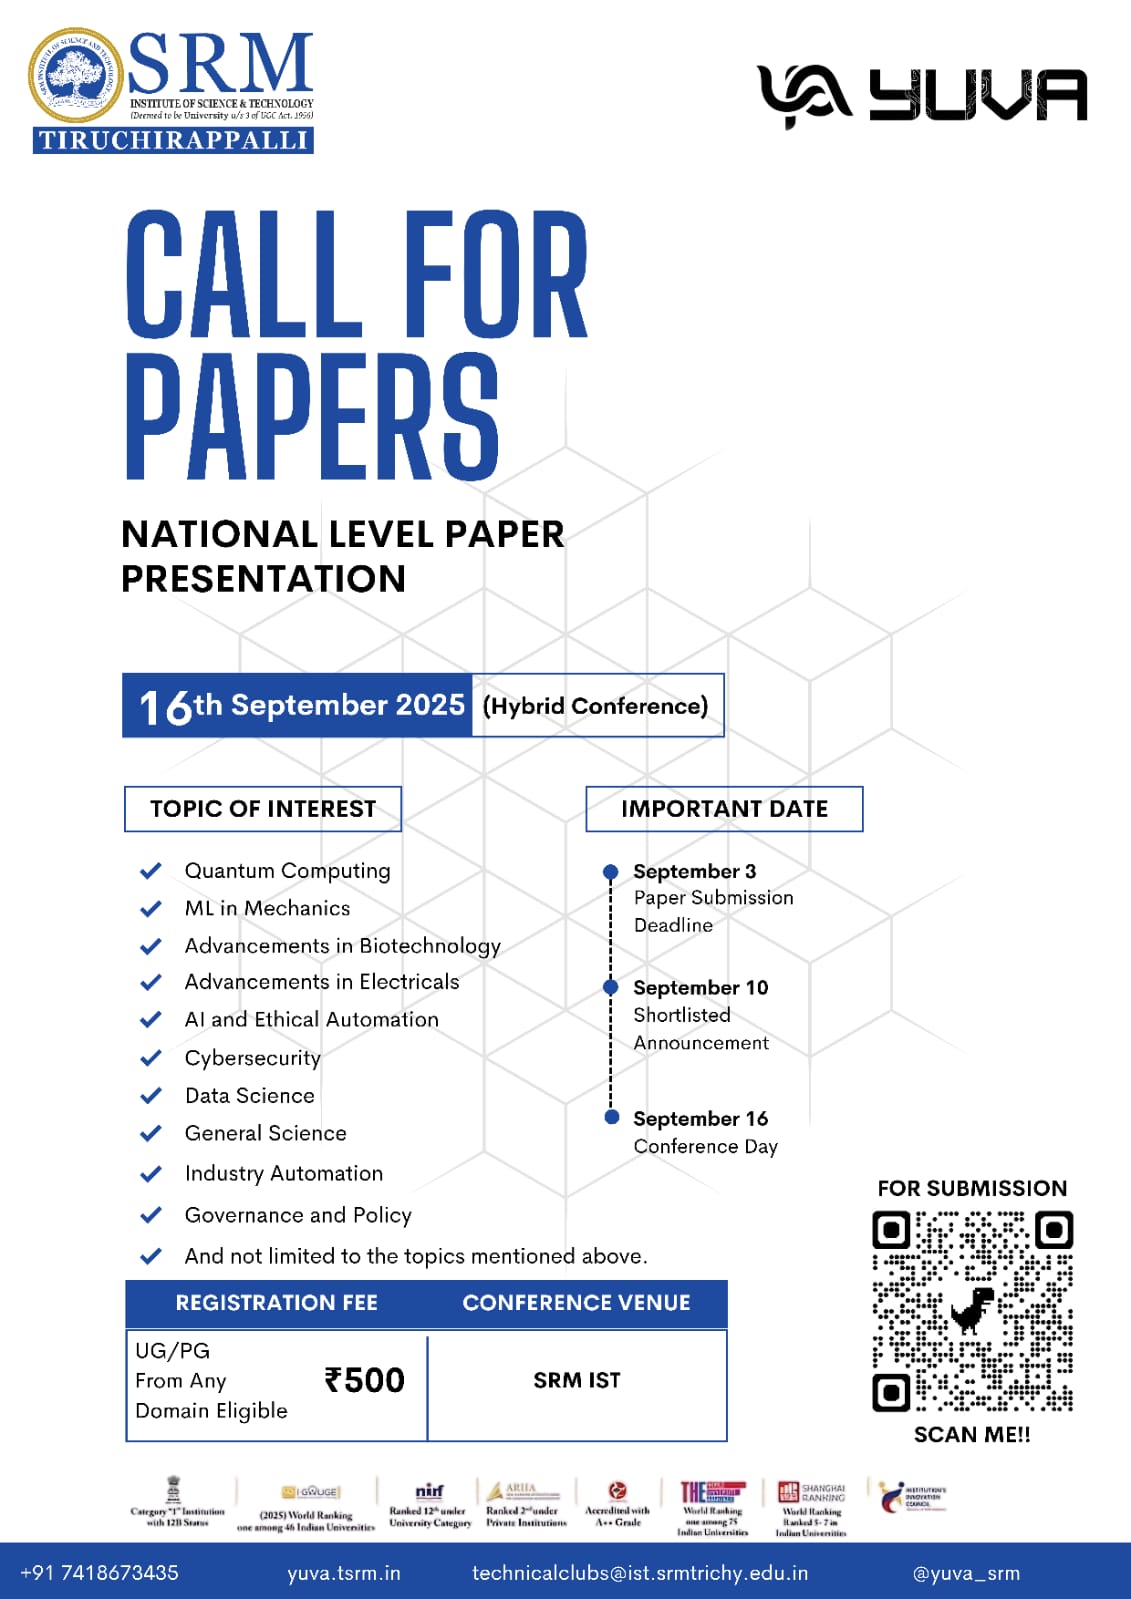 SRM
INSTITUTE OF SCIENCE & TECHNOLOGY
(Deemed to be University u/s 3 of UGC Act, 1956)
TIRUCHIRAPPALLI
YUVA
CALL FOR
PAPERS
NATIONAL LEVEL PAPER
PRESENTATION
16th September 2025 (Hybrid Conference)
TOPIC OF INTEREST
Quantum Computing
ML in Mechanics
Advancements in Biotechnology
Advancements in Electricals
AI and Ethical Automation
Cybersecurity
Data Science
General Science
Industry Automation
Governance and Policy
And not limited to the topics mentioned above.
IMPORTANT DATE
September 3
Paper Submission
Deadline
September 10
Shortlisted
Announcement
September 16
Conference Day
FOR SUBMISSION
SCAN ME!!
REGISTRATION FEE
CONFERENCE VENUE
UG/PG
From Any
Domain Eligible
₹500
SRM IST
Category "I" Institution
with 12B Status
I-GWUGE
(2025) World Ranking
one among 46 Indian Universities
nirf
Ranked 12th under
University Category
ARIIA
Ranked 2nd under
Private Institutions
Accredited with
A++ Grade
THE
World Ranking
one among 75
Indian Universities
SHANGHAI
RANKING
World Ranking
Ranked 5- 7 in
Indian Universities
INSTITUTION'S
INNOVATION
COUNCIL
+91 7418673435
yuva.tsrm.in
technicalclubs@ist.srmtrichy.edu.in
@yuva_srm